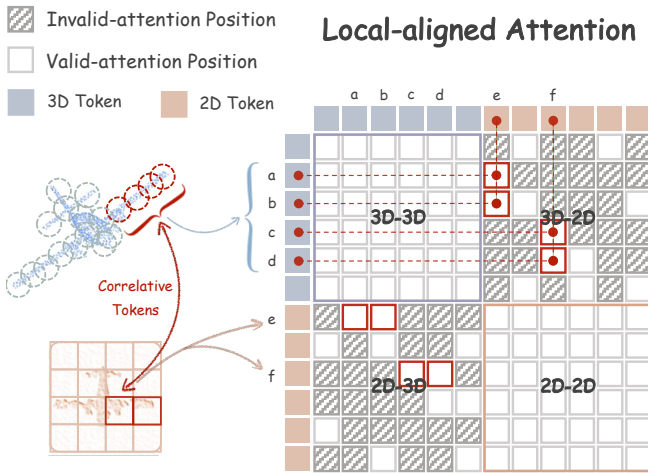 Invalid-attention Position
Valid-attention Position
3D Token
2D Token
Local-aligned Attention
a b c d e f
a
b
c
d
3D-3D
3D-2D
Correlative
Tokens
e
f
2D-3D
2D-2D